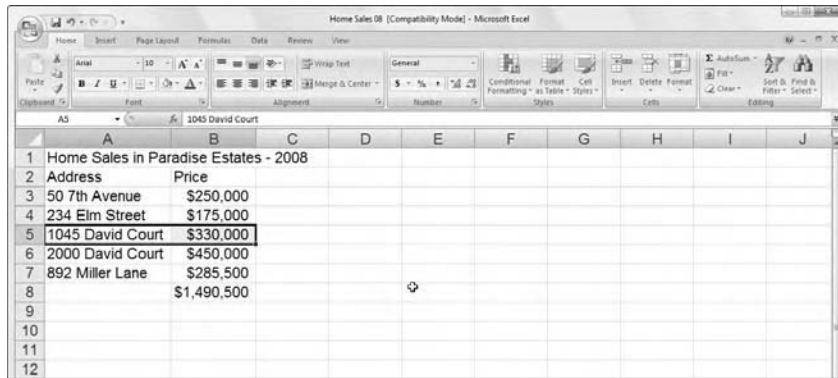 Home Sales 08 [Compatibility Mode] - Microsoft Excel
Home Insert Page Layout Formulas Data Review View
Paste
Clipboard
Arial 10 A A
B I U A
Font
Wrap Text
Merge & Center
Alignment
General
$ % ,
Number
Conditional Formatting Format as Table Cell Styles
Styles
Insert Delete Format
Cells
Σ AutoSum
Fill
Clear
Sort & Filter Find & Select
Editing
A5 fx 1045 David Court
A B C D E F G H I J
1 Home Sales in Paradise Estates - 2008
2 Address Price
3 50 7th Avenue $250,000
4 234 Elm Street $175,000
5 1045 David Court $330,000
6 2000 David Court $450,000
7 892 Miller Lane $285,500
8 $1,490,500
9
10
11
12